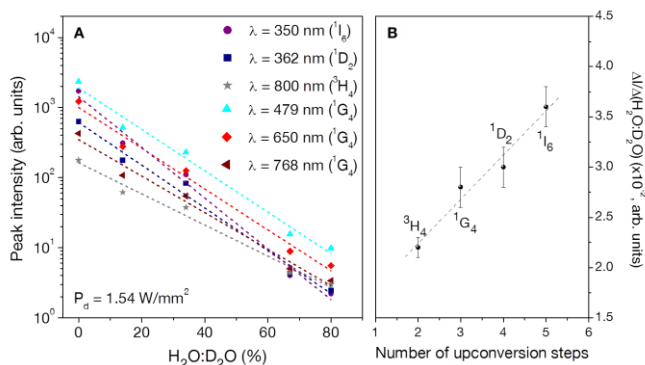 A
λ = 350 nm (¹I₆)
λ = 362 nm (¹D₂)
λ = 800 nm (³H₄)
λ = 479 nm (¹G₄)
λ = 650 nm (¹G₄)
λ = 768 nm (¹G₄)
P_d = 1.54 W/mm²
Peak intensity (arb. units)
10⁴
10³
10²
10¹
10⁰
0 20 40 60 80
H₂O:D₂O (%)
B
³H₄
¹G₄
¹D₂
¹I₆
4.5
4.0
3.5
3.0
2.5
2.0
1.5
ΔI/Δ(H₂O:D₂O) (x10⁻², arb. units)
1 2 3 4 5 6
Number of upconversion steps